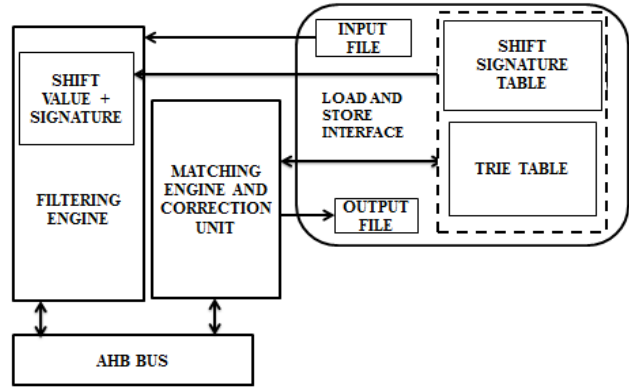 INPUT
FILE
SHIFT
SIGNATURE
TABLE
SHIFT
VALUE +
SIGNATURE
LOAD AND
STORE
INTERFACE
MATCHING
ENGINE AND
CORRECTION
UNIT
TRIE TABLE
FILTERING
ENGINE
OUTPUT
FILE
AHB BUS